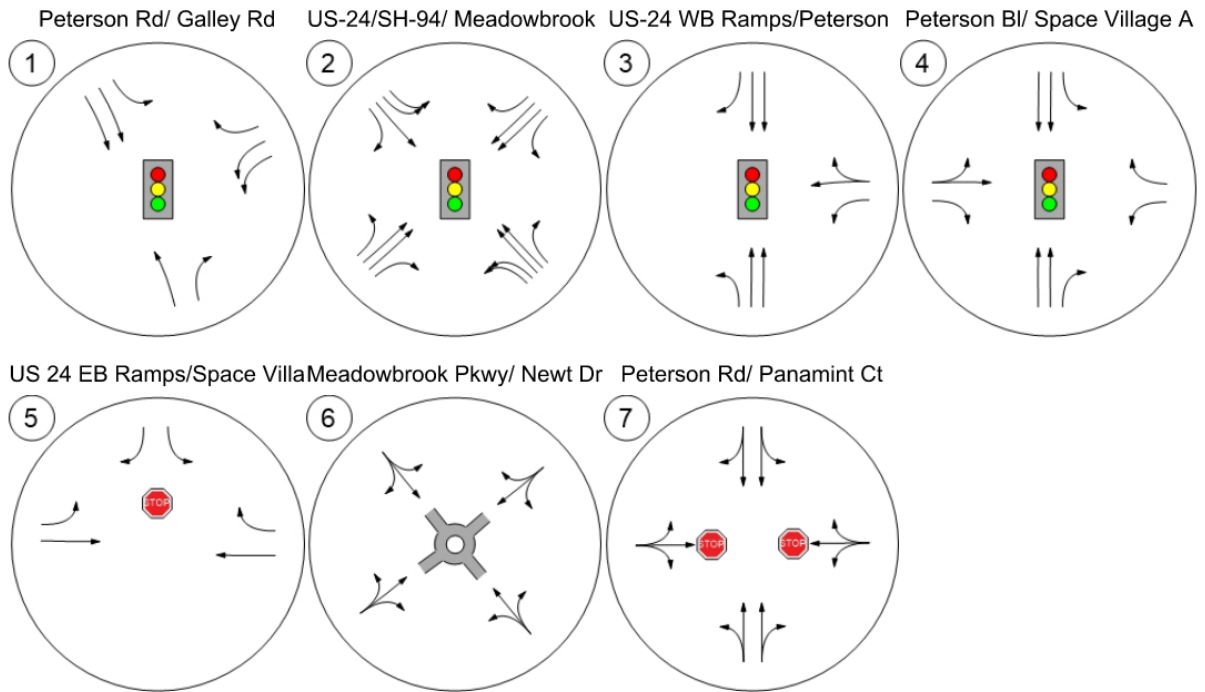 Peterson Rd/ Galley Rd
US-24/SH-94/ Meadowbrook
US-24 WB Ramps/Peterson
Peterson Bl/ Space Village A
1
2
3
4
US 24 EB Ramps/Space Villa
Meadowbrook Pkwy/ Newt Dr
Peterson Rd/ Panamint Ct
5
6
7
STOP
STOP
STOP